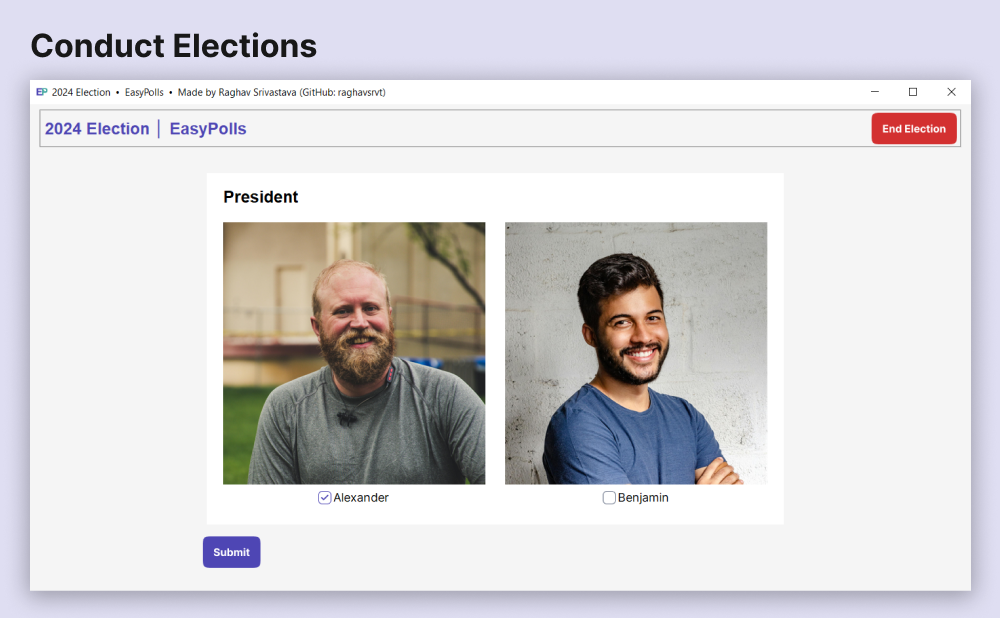 Conduct Elections
EP 2024 Election • EasyPolls • Made by Raghav Srivastava (GitHub: raghavsrvt)
2024 Election | EasyPolls
End Election
President
Alexander
Benjamin
Submit